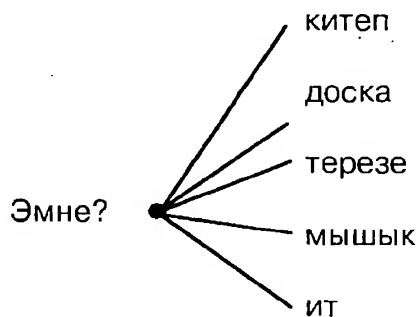 китеп
доска
терезе
Эмне?
мышык
ит